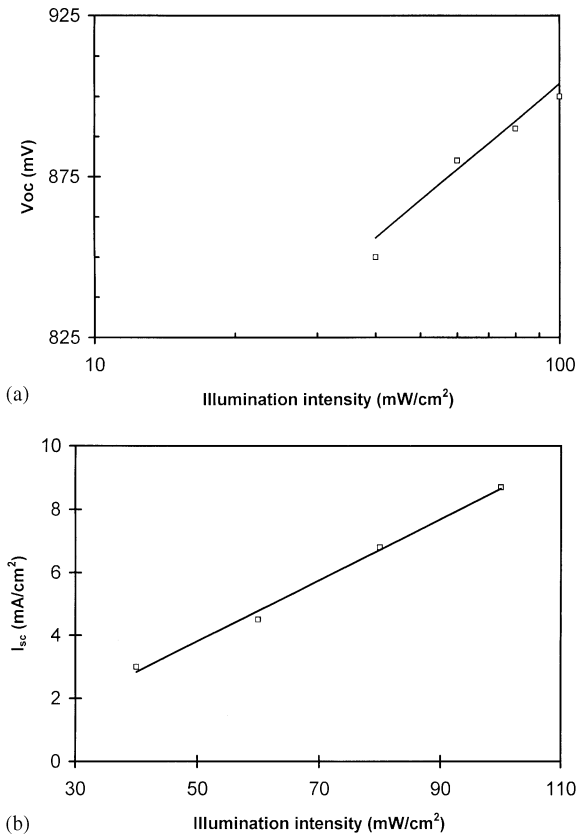 925
875
825
Voc (mV)
10
100
(a)
Illumination intensity (mW/cm²)
10
8
6
4
2
0
Isc (mA/cm²)
30
50
70
90
110
(b)
Illumination intensity (mW/cm²)